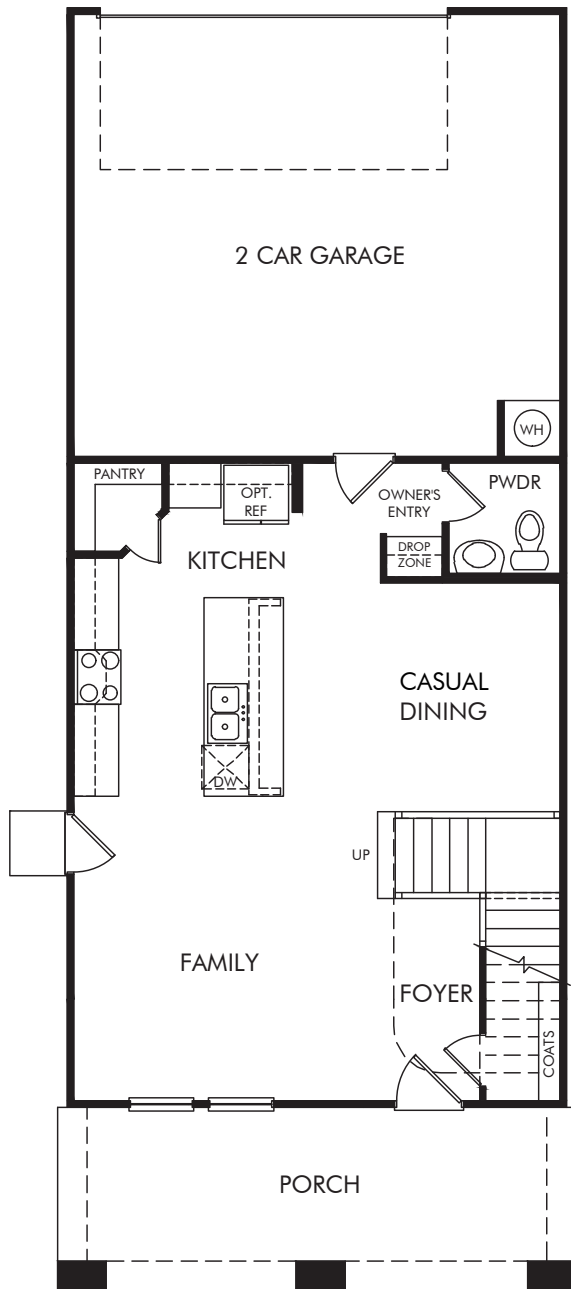 2 CAR GARAGE
WH
PANTRY
OPT.
REF
OWNER'S
ENTRY
PWDR
DROP
ZONE
KITCHEN
CASUAL
DINING
DW
UP
FAMILY
FOYER
COATS
PORCH